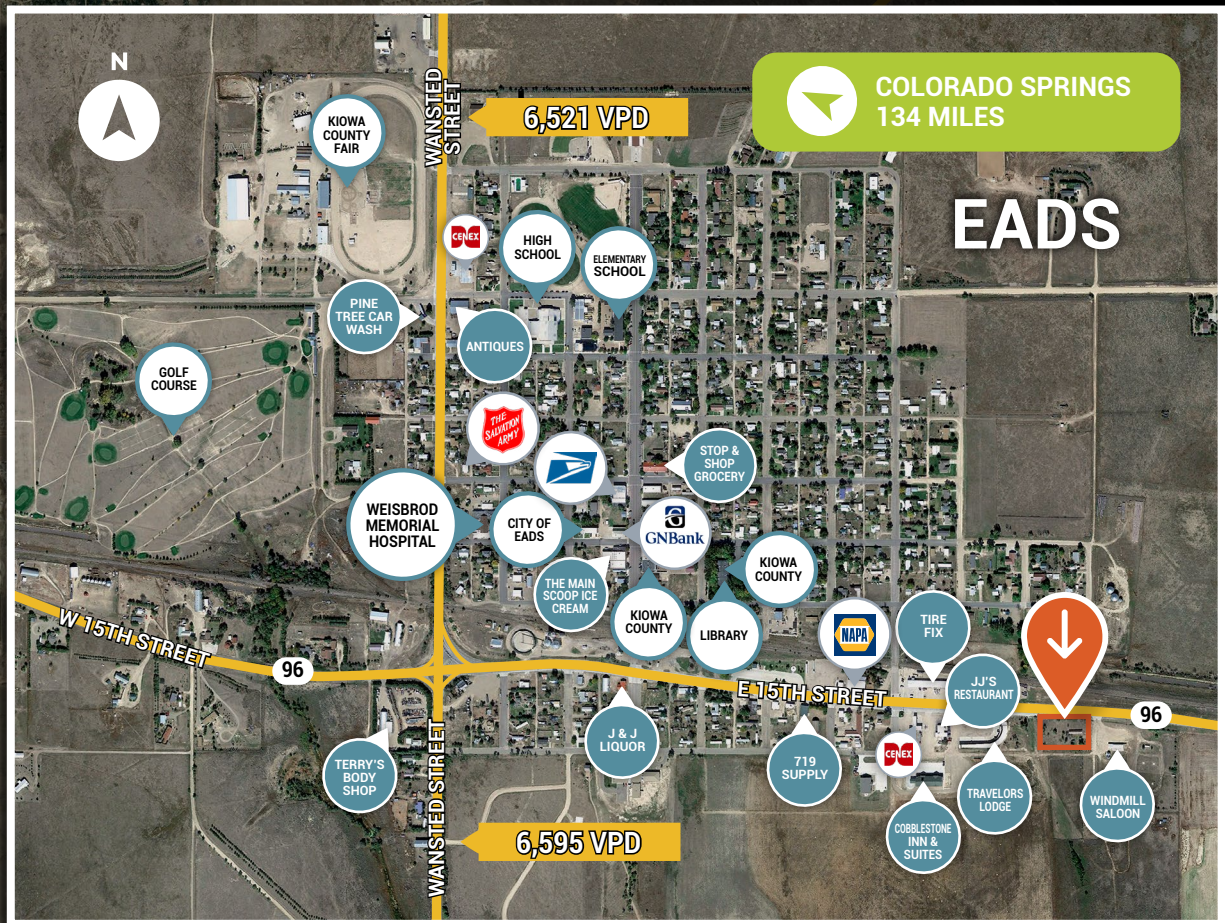 N
COLORADO SPRINGS
134 MILES
WANSTED
STREET
6,521 VPD
KIOWA
COUNTY
FAIR
EADS
CENEX
HIGH
SCHOOL
ELEMENTARY
SCHOOL
PINE
TREE CAR
WASH
ANTIQUES
GOLF
COURSE
THE
SALVATION
ARMY
STOP &
SHOP
GROCERY
WEISBROD
MEMORIAL
HOSPITAL
CITY OF
EADS
GNBank
THE MAIN
SCOOP ICE
CREAM
KIOWA
COUNTY
KIOWA
COUNTY
LIBRARY
NAPA
TIRE
FIX
W 15TH STREET
96
E 15TH STREET
JJ'S
RESTAURANT
96
J & J
LIQUOR
TERRY'S
BODY
SHOP
WANSTED STREET
719
SUPPLY
CENEX
TRAVELORS
LODGE
WINDMILL
SALOON
COBBLESTONE
INN &
SUITES
6,595 VPD